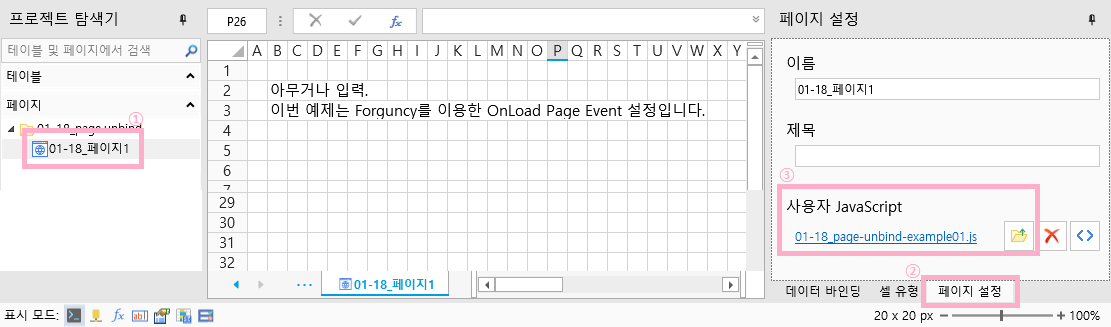 프로젝트 탐색기
테이블 및 페이지에서 검색
테이블
페이지
①
01-18_page-unbind
01-18_페이지1
P26
fx
A B C D E F G H I J K L M N O P Q R S T U V W X Y
1
2 아무거나 입력.
3 이번 예제는 Forguncy를 이용한 OnLoad Page Event 설정입니다.
4
5
6
7
29
30
31
32
01-18_페이지1
페이지 설정
이름
01-18_페이지1
제목
③
사용자 JavaScript
01-18_page-unbind-example01.js
②
데이터 바인딩 셀 유형 페이지 설정
표시 모드: fx ab
20 x 20 px 100%